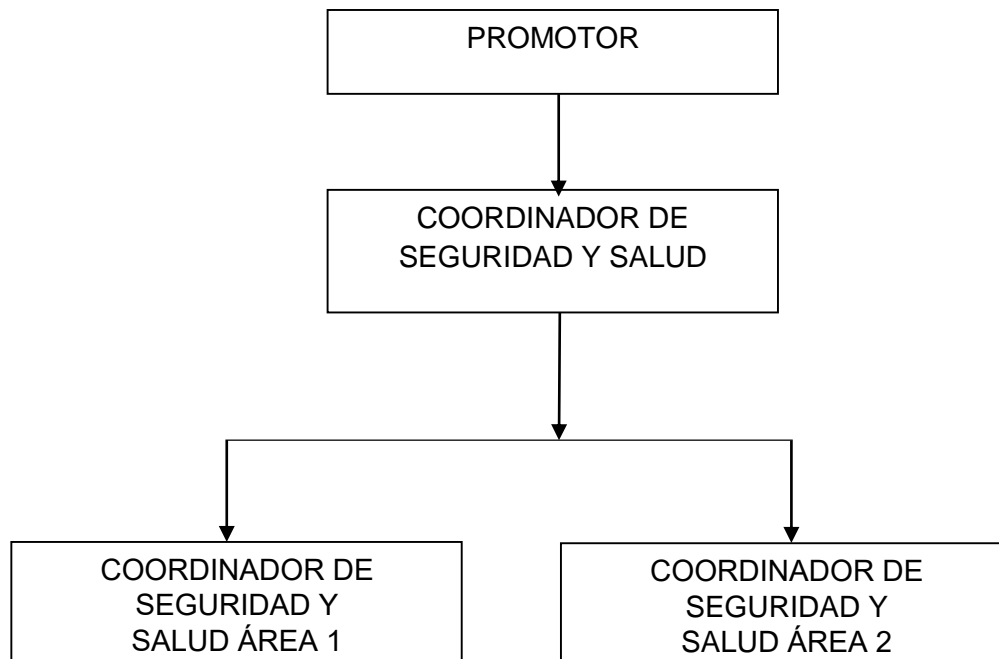 PROMOTOR
COORDINADOR DE
SEGURIDAD Y SALUD
COORDINADOR DE
SEGURIDAD Y
SALUD ÁREA 1
COORDINADOR DE
SEGURIDAD Y
SALUD ÁREA 2